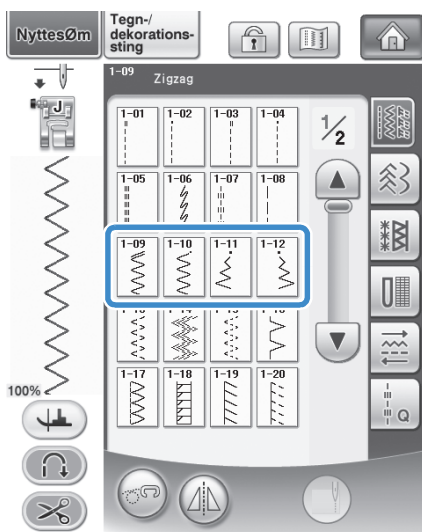 NyttesØm
Tegn-/
dekorations-
sting
1-09 Zigzag
J
1-01 1-02 1-03 1-04
1/2
1-05 1-06 1-07 1-08
1-09 1-10 1-11 1-12
1-17 1-18 1-19 1-20
100%
Q